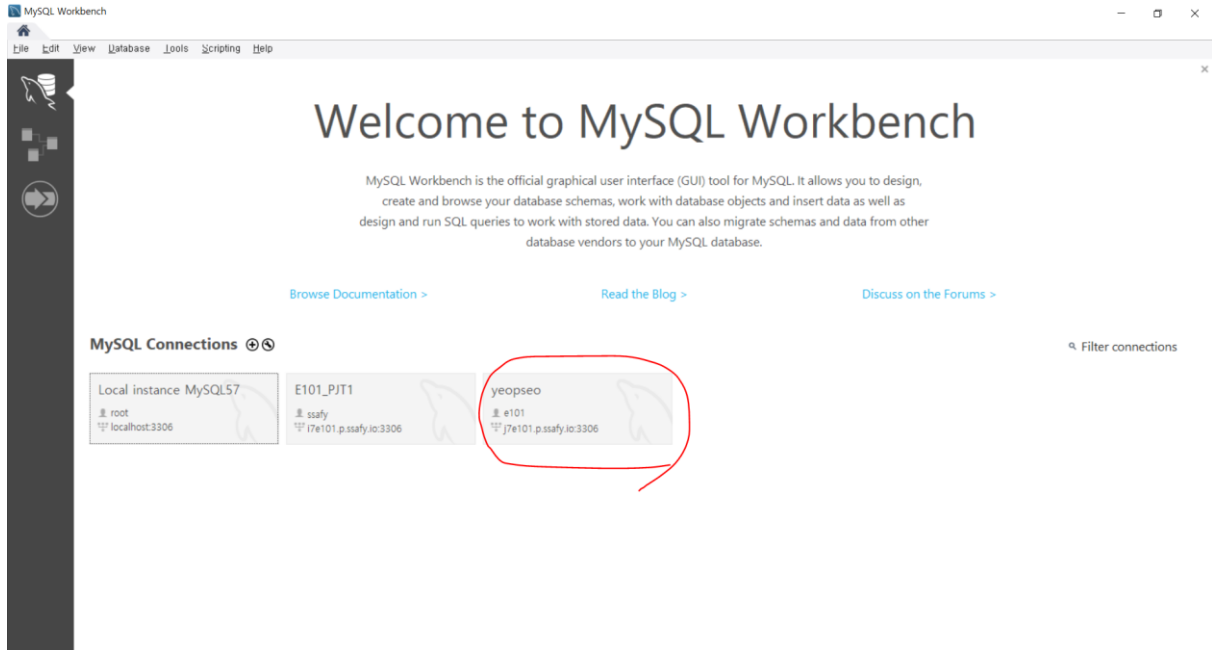 MySQL Workbench
File Edit View Database Tools Scripting Help
Welcome to MySQL Workbench
MySQL Workbench is the official graphical user interface (GUI) tool for MySQL. It allows you to design,
create and browse your database schemas, work with database objects and insert data as well as
design and run SQL queries to work with stored data. You can also migrate schemas and data from other
database vendors to your MySQL database.
Browse Documentation > Read the Blog > Discuss on the Forums >
MySQL Connections Filter connections
Local instance MySQL57
root
localhost:3306
E101_PJT1
ssafy
i7e101.p.ssafy.io:3306
yeopseo
e101
j7e101.p.ssafy.io:3306